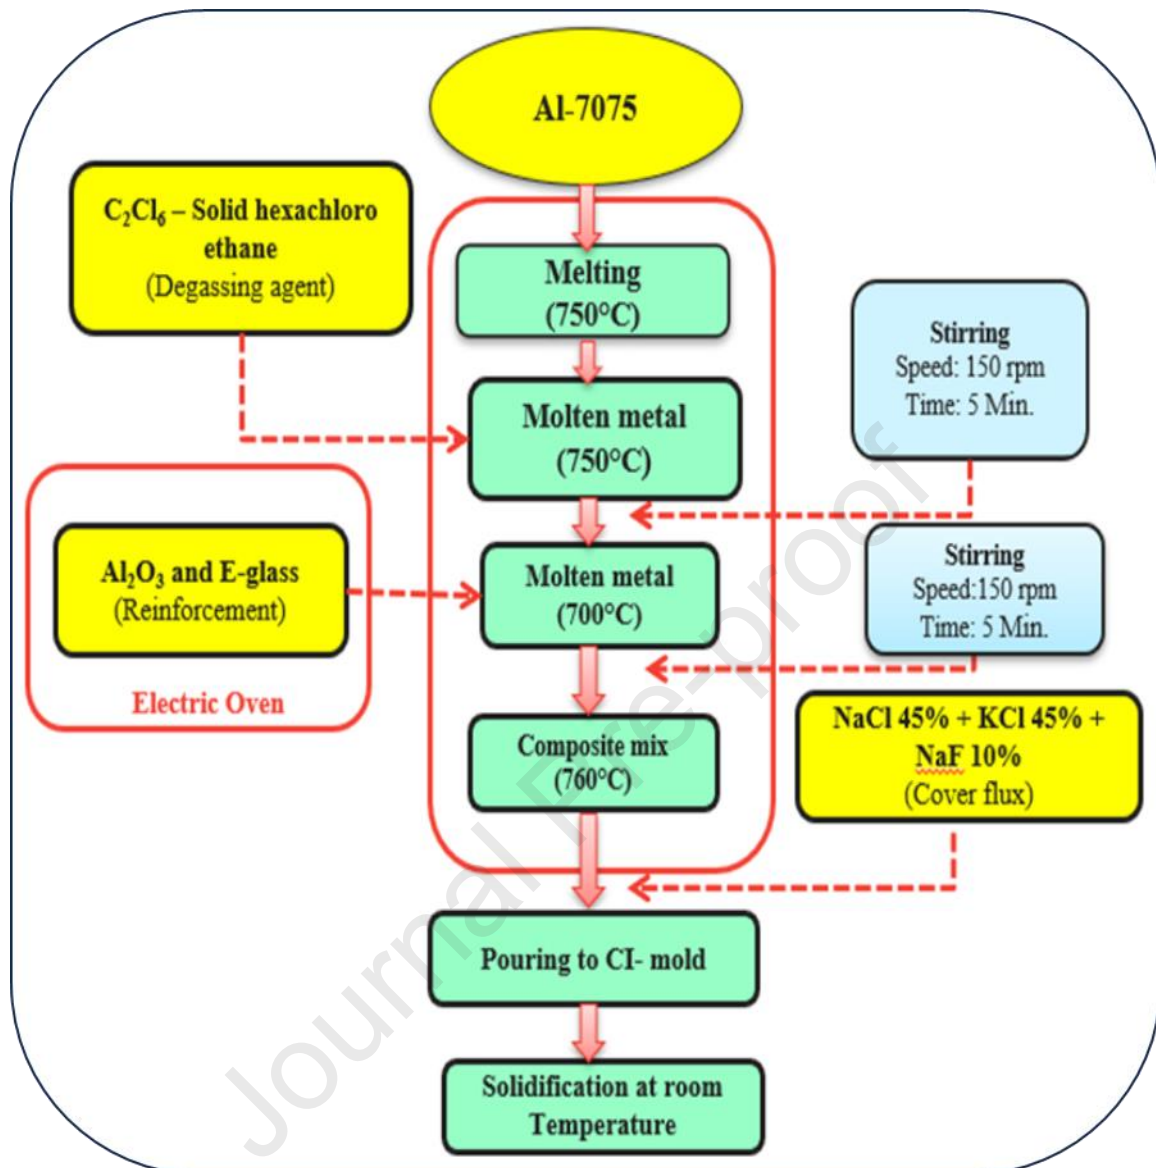 Al-7075
C₂Cl₆ – Solid hexachloro
ethane
(Degassing agent)
Melting
(750°C)
Stirring
Speed: 150 rpm
Time: 5 Min.
Molten metal
(750°C)
Al₂O₃ and E-glass
(Reinforcement)
Electric Oven
Molten metal
(700°C)
Stirring
Speed:150 rpm
Time: 5 Min.
Composite mix
(760°C)
NaCl 45% + KCl 45% +
NaF 10%
(Cover flux)
Pouring to CI- mold
Solidification at room
Temperature
Journal Pre-proof